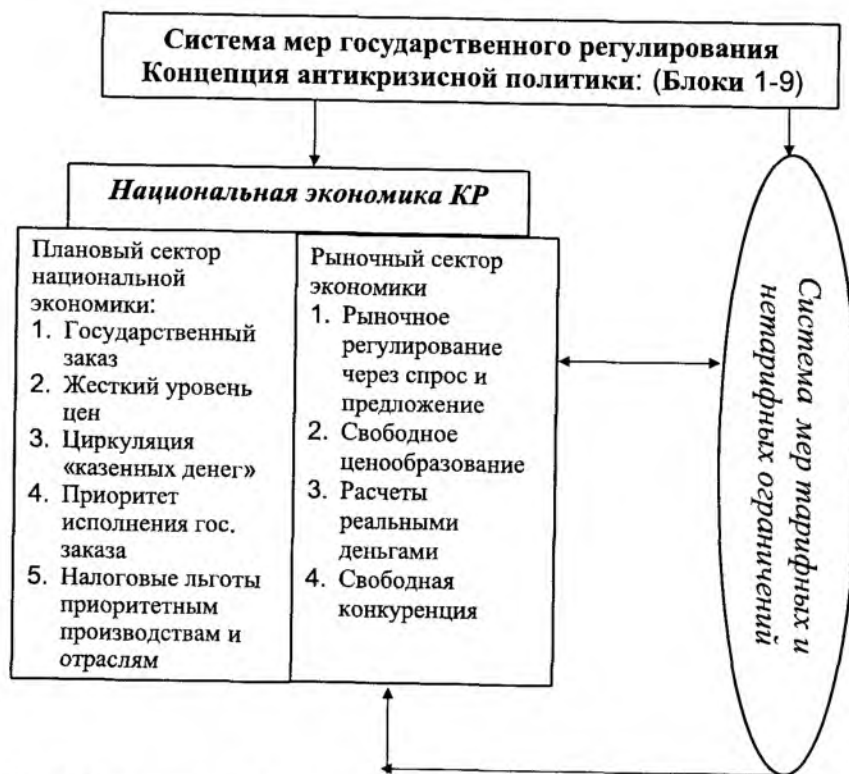 Система мер государственного регулирования
Концепция антикризисной политики: (Блоки 1-9)
Национальная экономика КР
Плановый сектор
национальной
экономики:
1. Государственный
заказ
2. Жесткий уровень
цен
3. Циркуляция
«казенных денег»
4. Приоритет
исполнения гос.
заказа
5. Налоговые льготы
приоритетным
производствам и
отраслям
Рыночный сектор
экономики
1. Рыночное
регулирование
через спрос и
предложение
2. Свободное
ценообразование
3. Расчеты
реальными
деньгами
4. Свободная
конкуренция
Система мер тарифных и
нетарифных ограничений